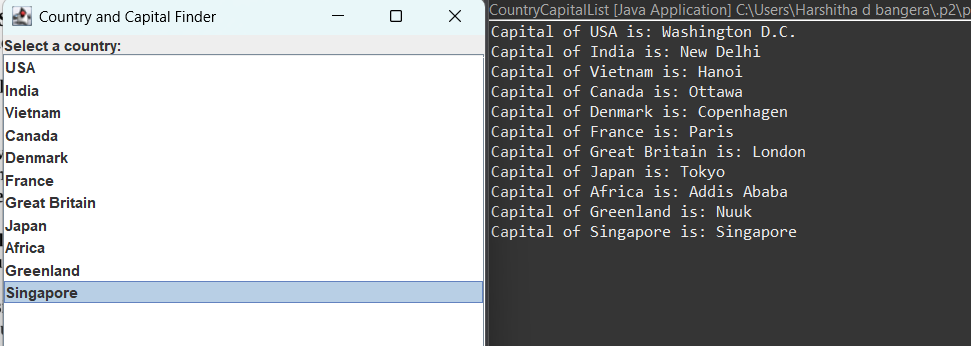 Country and Capital Finder
Select a country:
USA
India
Vietnam
Canada
Denmark
France
Great Britain
Japan
Africa
Greenland
Singapore
CountryCapitalList [Java Application] C:\Users\Harshitha d bangera\.p2\p
Capital of USA is: Washington D.C.
Capital of India is: New Delhi
Capital of Vietnam is: Hanoi
Capital of Canada is: Ottawa
Capital of Denmark is: Copenhagen
Capital of France is: Paris
Capital of Great Britain is: London
Capital of Japan is: Tokyo
Capital of Africa is: Addis Ababa
Capital of Greenland is: Nuuk
Capital of Singapore is: Singapore